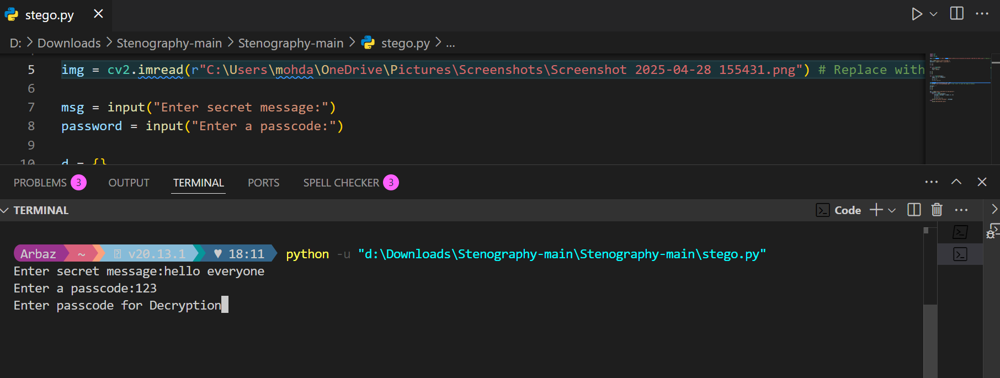 stego.py
D: > Downloads > Stenography-main > Stenography-main > stego.py > ...
5 img = cv2.imread(r"C:\Users\mohda\OneDrive\Pictures\Screenshots\Screenshot 2025-04-28 155431.png") # Replace with
6
7 msg = input("Enter secret message:")
8 password = input("Enter a passcode:")
9
10 d = {}
PROBLEMS 3 OUTPUT TERMINAL PORTS SPELL CHECKER 3
TERMINAL Code
Arbaz ~ v20.13.1 ♥ 18:11 python -u "d:\Downloads\Stenography-main\Stenography-main\stego.py"
Enter secret message:hello everyone
Enter a passcode:123
Enter passcode for Decryption